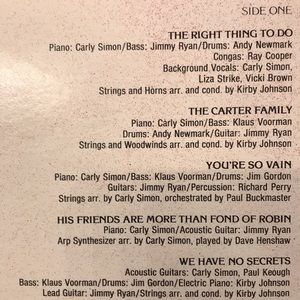 SIDE ONE
THE RIGHT THING TO DO
Piano: Carly Simon/Bass: Jimmy Ryan/Drums: Andy Newmark
Congas: Ray Cooper
Background Vocals: Carly Simon,
Liza Strike, Vicki Brown
Strings and Horns arr. and cond. by Kirby Johnson
THE CARTER FAMILY
Piano: Carly Simon/Bass: Klaus Voorman
Drums: Andy Newmark/Guitar: Jimmy Ryan
Strings and Woodwinds arr. and cond. by Kirby Johnson
YOU'RE SO VAIN
Piano: Carly Simon/Bass: Klaus Voorman/Drums: Jim Gordon
Guitars: Jimmy Ryan/Percussion: Richard Perry
Strings arr. by Carly Simon, orchestrated by Paul Buckmaster
HIS FRIENDS ARE MORE THAN FOND OF ROBIN
Piano: Carly Simon/Acoustic Guitar: Jimmy Ryan
Arp Synthesizer arr. by Carly Simon, played by Dave Henshaw
WE HAVE NO SECRETS
Acoustic Guitars: Carly Simon, Paul Keough
Bass: Klaus Voorman/Drums: Jim Gordon/Electric Piano: Kirby Johnson
Lead Guitar: Jimmy Ryan/Strings arr. and cond. by Kirby Johnson